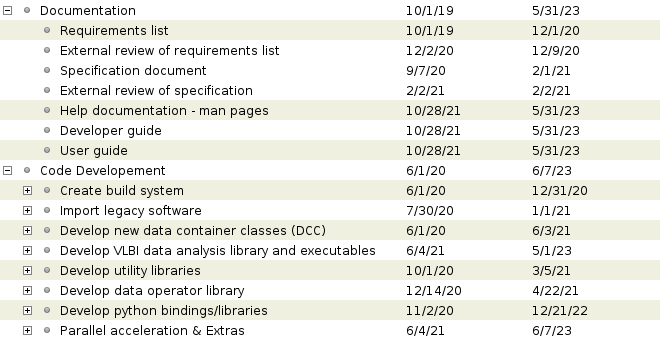 Documentation 10/1/19 5/31/23
Requirements list 10/1/19 12/1/20
External review of requirements list 12/2/20 12/9/20
Specification document 9/7/20 2/1/21
External review of specification 2/2/21 2/2/21
Help documentation - man pages 10/28/21 5/31/23
Developer guide 10/28/21 5/31/23
User guide 10/28/21 5/31/23
Code Developement 6/1/20 6/7/23
Create build system 6/1/20 12/31/20
Import legacy software 7/30/20 1/1/21
Develop new data container classes (DCC) 6/1/20 6/3/21
Develop VLBI data analysis library and executables 6/4/21 5/1/23
Develop utility libraries 10/1/20 3/5/21
Develop data operator library 12/14/20 4/22/21
Develop python bindings/libraries 11/2/20 12/21/22
Parallel acceleration & Extras 6/4/21 6/7/23